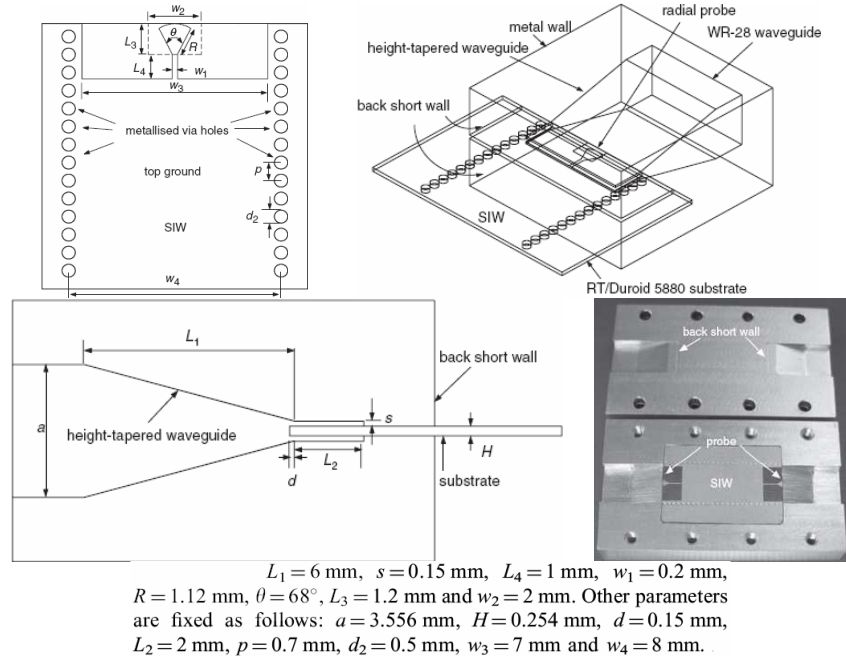 w2
θ
L3
R
L4
w1
w3
metallised via holes
top ground
p
d2
SIW
w4
radial probe
metal wall
WR-28 waveguide
height-tapered waveguide
back short wall
SIW
RT/Duroid 5880 substrate
L1
back short wall
a
s
height-tapered waveguide
H
L2
d
substrate
back short wall
probe
SIW
L1 = 6 mm, s = 0.15 mm, L4 = 1 mm, w1 = 0.2 mm,
R = 1.12 mm, θ = 68°, L3 = 1.2 mm and w2 = 2 mm. Other parameters
are fixed as follows: a = 3.556 mm, H = 0.254 mm, d = 0.15 mm,
L2 = 2 mm, p = 0.7 mm, d2 = 0.5 mm, w3 = 7 mm and w4 = 8 mm.